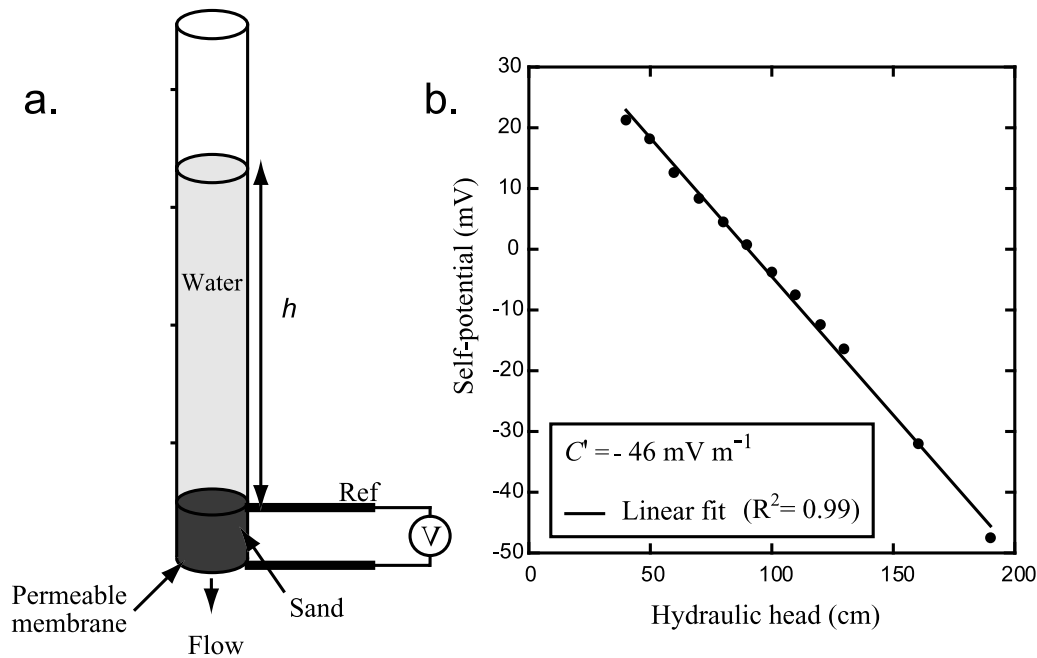 a.
Water
h
Ref
V
Permeable
membrane
Sand
Flow
b.
Self-potential (mV)
30
20
10
0
-10
-20
-30
-40
-50
C' = - 46 mV m⁻¹
Linear fit (R²= 0.99)
0
50
100
150
200
Hydraulic head (cm)